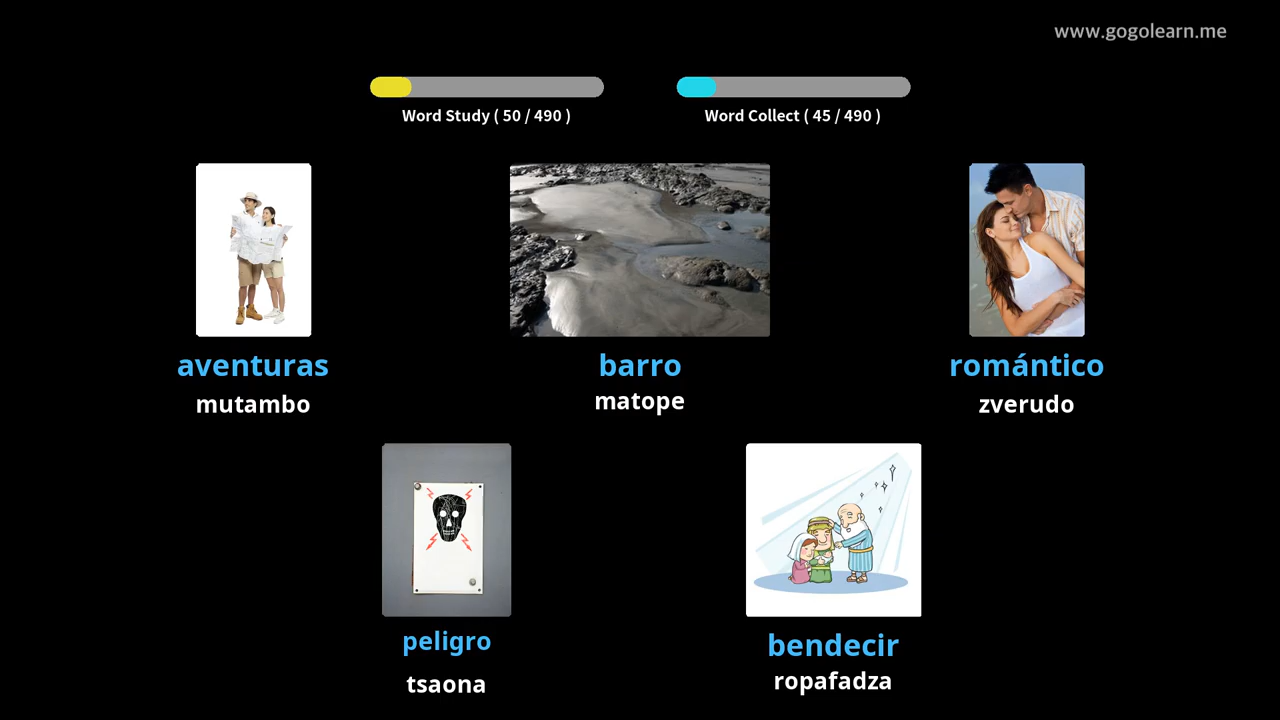 www.gogolearn.me
Word Study ( 50 / 490 )
Word Collect ( 45 / 490 )
aventuras
mutambo
barro
matope
romántico
zverudo
peligro
tsaona
bendecir
ropafadza